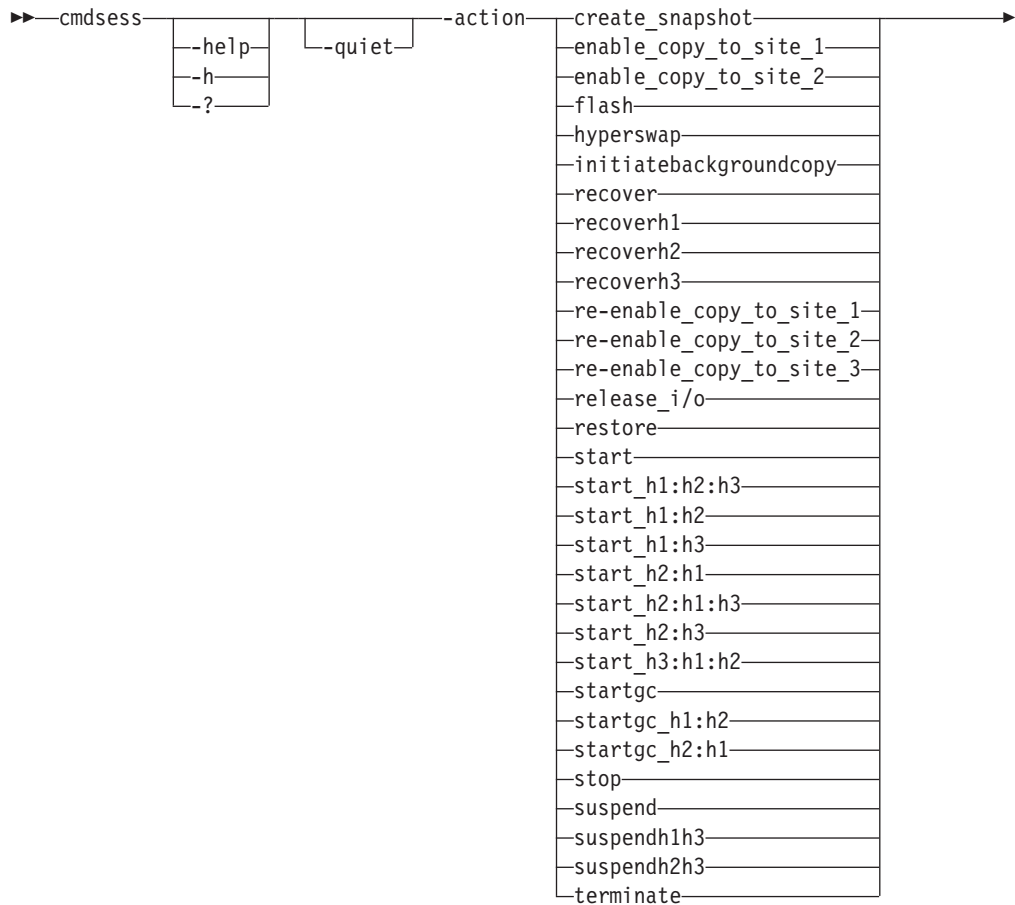 cmdsess -action create_snapshot
-help -quiet enable_copy_to_site_1
-h enable_copy_to_site_2
-? flash
hyperswap
initiatebackgroundcopy
recover
recoverh1
recoverh2
recoverh3
re-enable_copy_to_site_1
re-enable_copy_to_site_2
re-enable_copy_to_site_3
release_i/o
restore
start
start_h1:h2:h3
start_h1:h2
start_h1:h3
start_h2:h1
start_h2:h1:h3
start_h2:h3
start_h3:h1:h2
startgc
startgc_h1:h2
startgc_h2:h1
stop
suspend
suspendh1h3
suspendh2h3
terminate